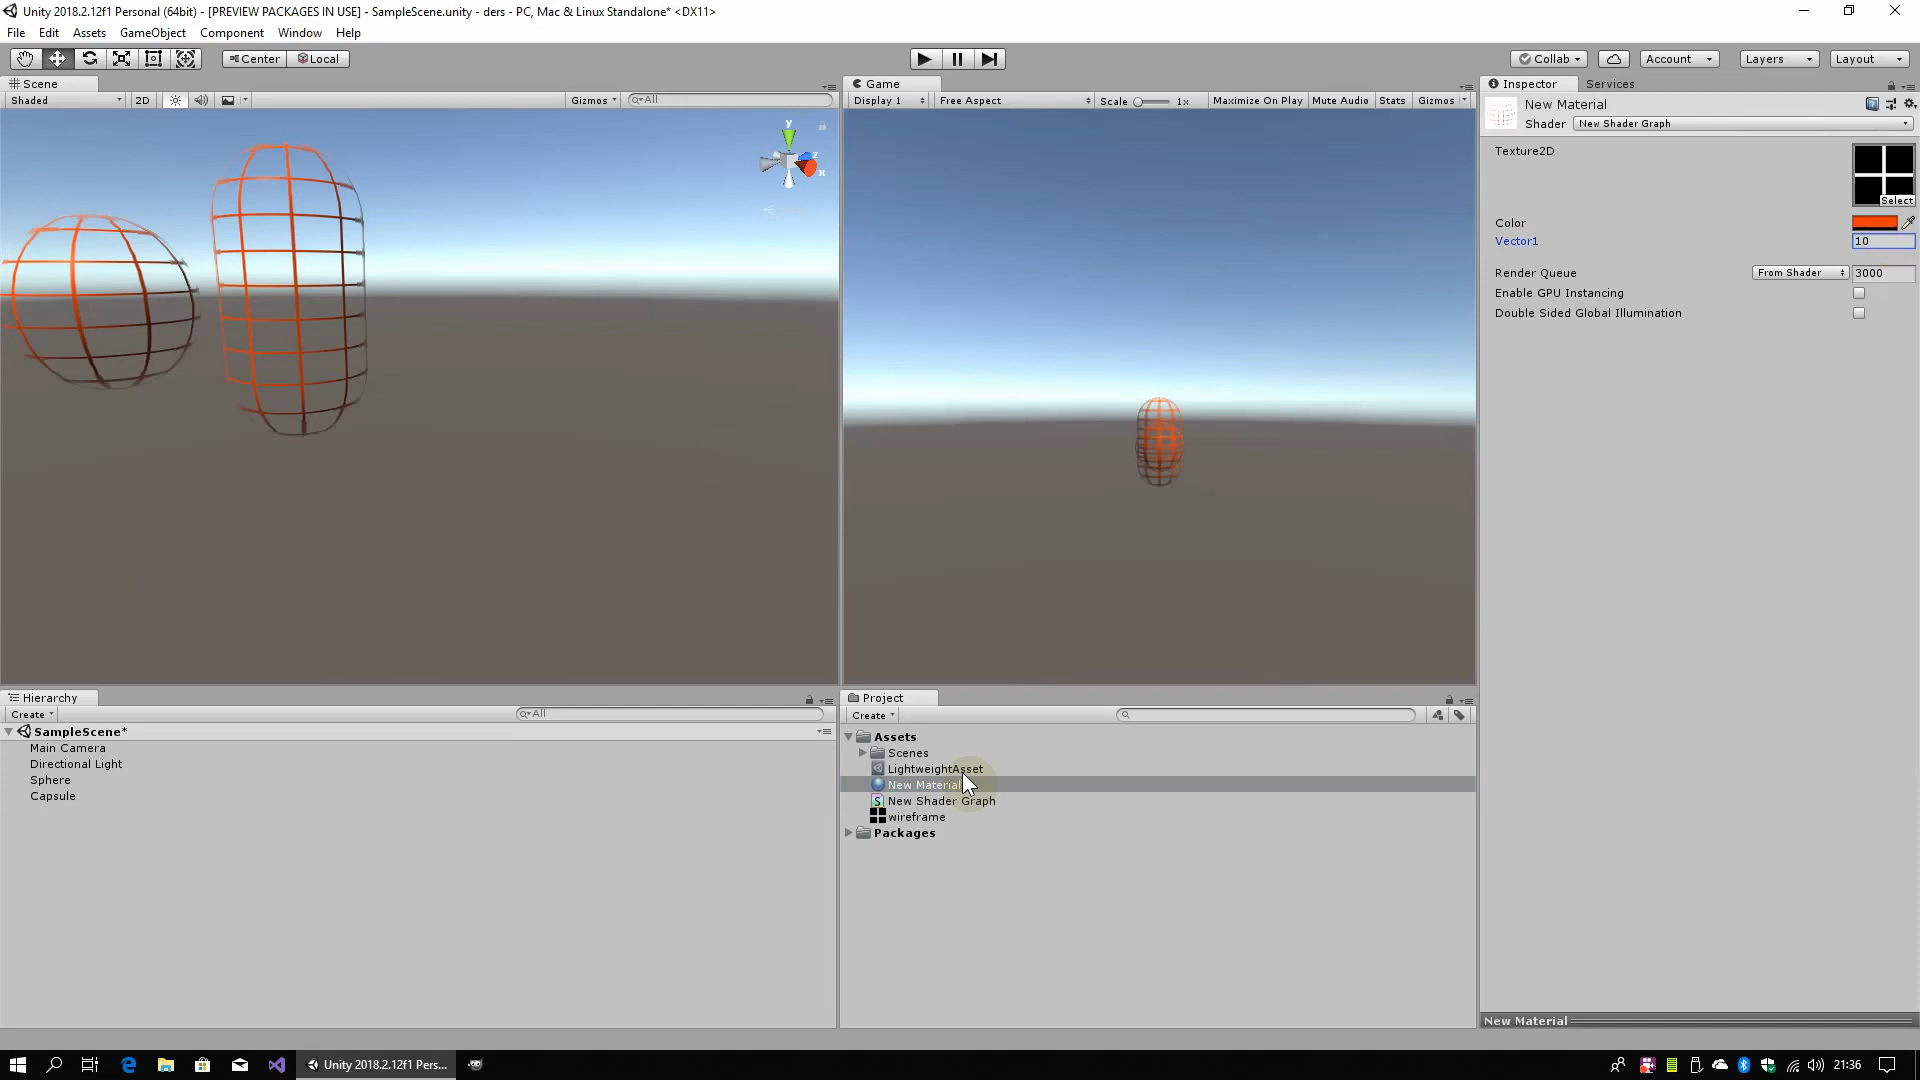 Unity 2018.2.12f1 Personal (64bit) - [PREVIEW PACKAGES IN USE] - SampleScene.unity - ders - PC, Mac & Linux Standalone* <DX11>
File Edit Assets GameObject Component Window Help
Center Local
Collab Account Layers Layout
Scene
Shaded 2D Gizmos All
y z x
Game
Display 1 Free Aspect Scale 1x Maximize On Play Mute Audio Stats Gizmos
Inspector Services
New Material
Shader New Shader Graph
Texture2D
Select
Color
Vector1 10
Render Queue From Shader 3000
Enable GPU Instancing
Double Sided Global Illumination
Hierarchy
Create All
SampleScene*
Main Camera
Directional Light
Sphere
Capsule
Project
Create
Assets
Scenes
LightweightAsset
New Material
New Shader Graph
wireframe
Packages
New Material
Unity 2018.2.12f1 Pers...
21:36